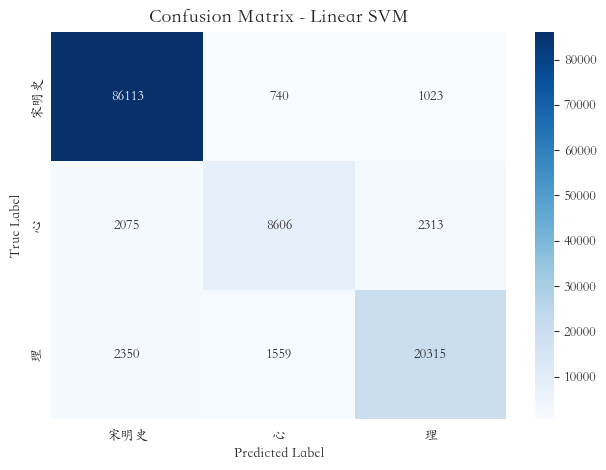 Confusion Matrix - Linear SVM
True Label
宋明史
86113
740
1023
心
2075
8606
2313
理
2350
1559
20315
宋明史
心
理
Predicted Label
80000
70000
60000
50000
40000
30000
20000
10000